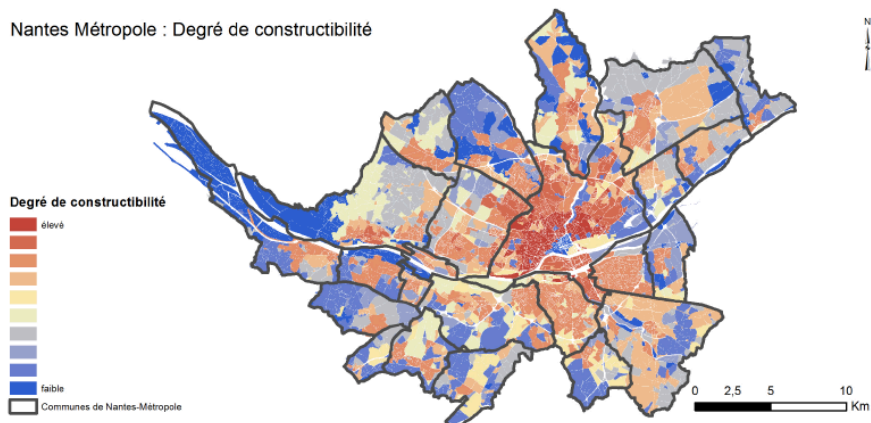 Nantes Métropole : Degré de constructibilité
N
Degré de constructibilité
élevé
faible
Communes de Nantes-Métropole
0 2,5 5 10
Km